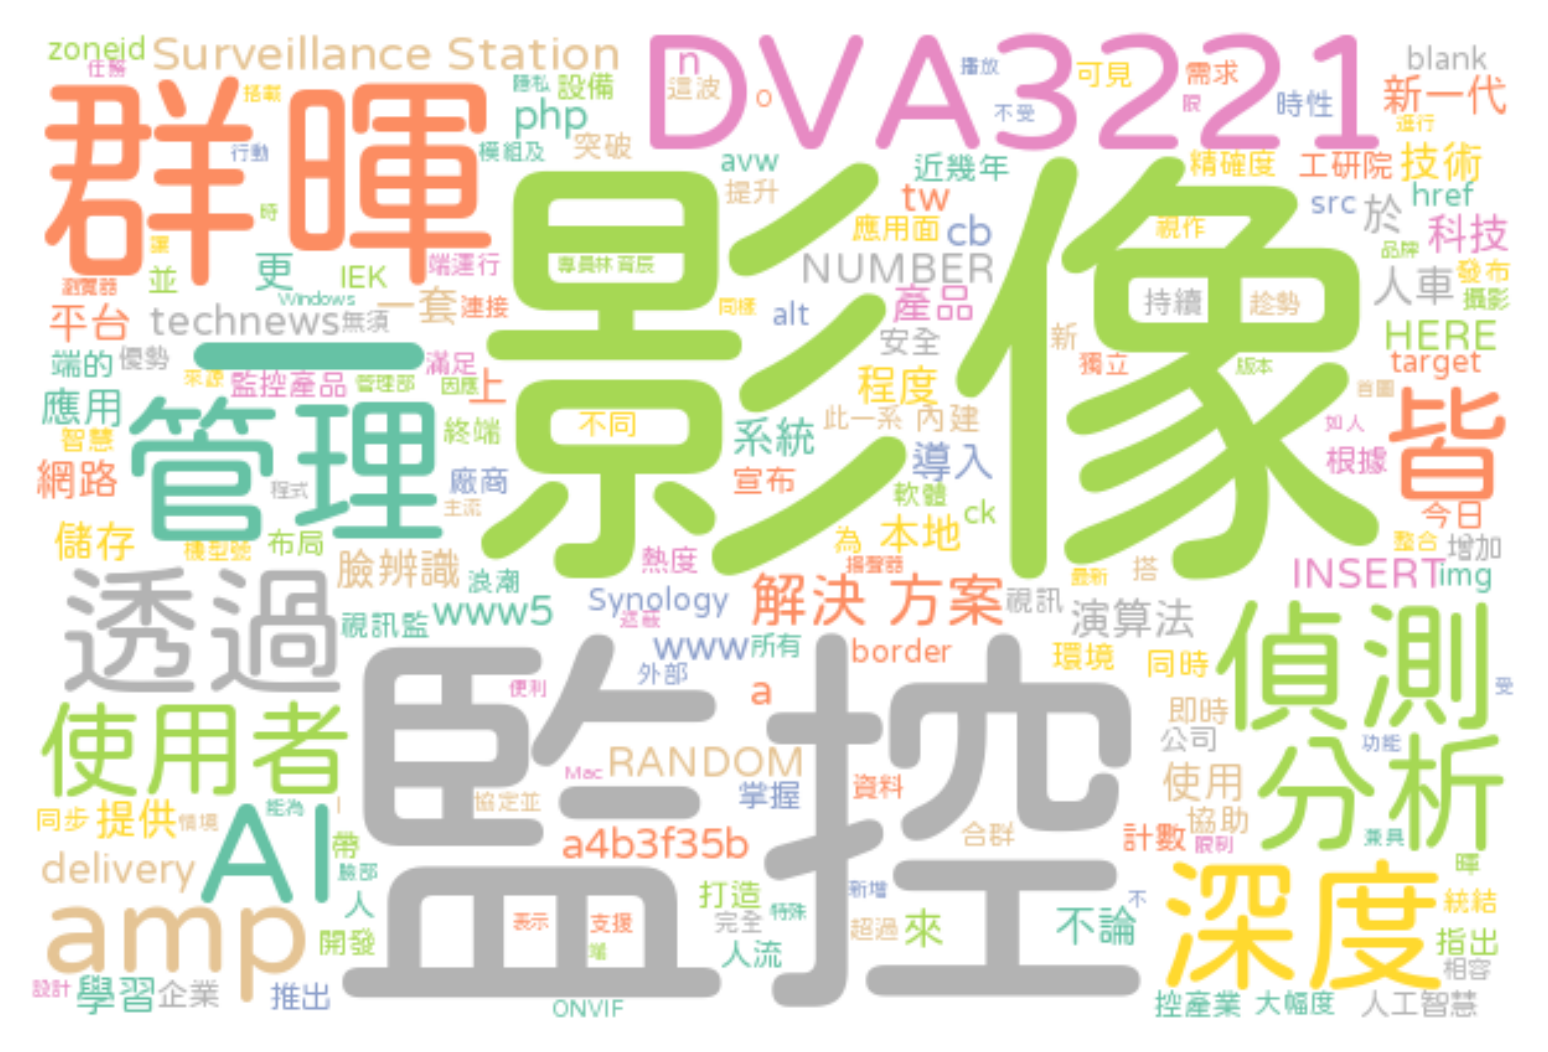 zoneid
Surveillance Station
DVA3221
n
播放
可見
需求
blank
任務
搭載
隱私
設備
這波
o
不受
限
時性
新一代
群暉
php
進行
行動
模組及
突破
avw
近幾年
精確度
工研院
技術
提升
tw
src
href
時
應用面
cb
視作
於
科技
影像
品牌
更
IEK
端運行
專員林宵辰
NUMBER
人車
發布
瀏覽器
並
Windows
一套
連接
同樣
產品
持續
趁勢
攝影
平台
technews
無須
alt
安全
新
HERE
端的
優勢
一
滿足
獨立
版本
target
來源
監控產品
管理部
因應
上
程度
首圖
應用
管理
不同
此一系
內建
如人
皆
智慧
終端
系統
網路
程式
廠商
宣布
導入
根據
主流
軟體
ck
今日
儲存
機型號
布局
為
本地
整合
增加
臉辨識
浪潮
熱度
揚聲器
最新
搭
INSERT
img
透過
視訊監
www5
Synology
遮蔽
解決 方案
視訊
演算法
偵測
www
所有
border
環境
同時
外部
便利
a
受
使用者
監控
即時
公司
功能
分析
Mac
RANDOM
掌握
資料
使用
同步
提供
情境
AI
能為
協定並
帶
a4b3f35b
合群
計數
協助
限制
兼具
delivery
臉部
暉
amp
人
打造
新增
不
深度
統結
表示
支援
完全
特殊
超過
來
不論
開發
端
人流
指出
相容
設計
學習
企業
推出
ONVIF
控產業
大幅度
人工智慧